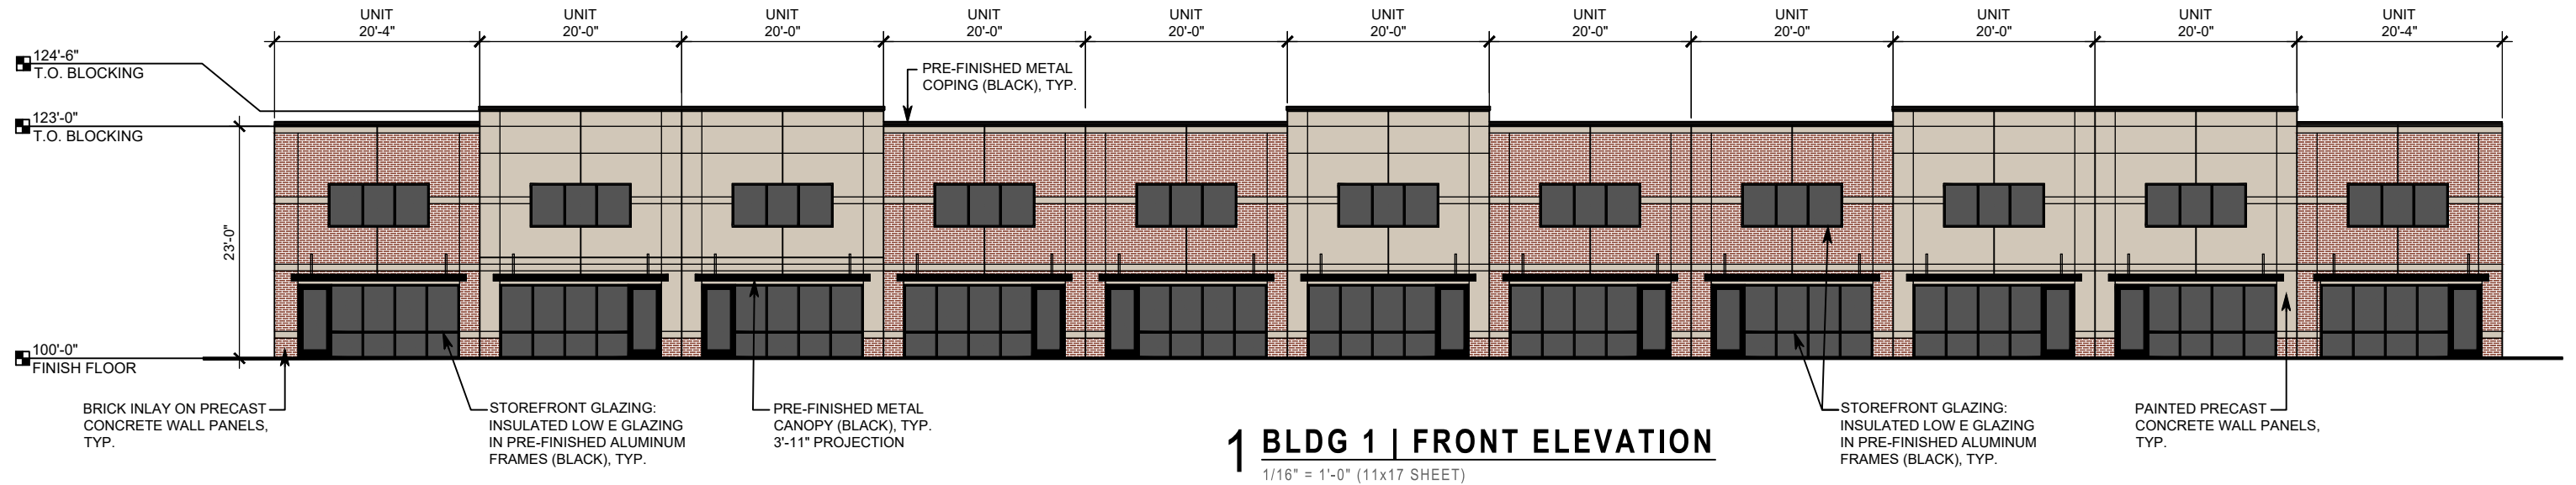 UNIT
20'-4"
UNIT
20'-0"
UNIT
20'-0"
UNIT
20'-0"
UNIT
20'-0"
UNIT
20'-0"
UNIT
20'-0"
UNIT
20'-0"
UNIT
20'-0"
UNIT
20'-0"
UNIT
20'-4"
124'-6"
T.O. BLOCKING
123'-0"
T.O. BLOCKING
PRE-FINISHED METAL
COPING (BLACK), TYP.
23'-0"
100'-0"
FINISH FLOOR
BRICK INLAY ON PRECAST
CONCRETE WALL PANELS,
TYP.
STOREFRONT GLAZING:
INSULATED LOW E GLAZING
IN PRE-FINISHED ALUMINUM
FRAMES (BLACK), TYP.
PRE-FINISHED METAL
CANOPY (BLACK), TYP.
3'-11" PROJECTION
1 BLDG 1 | FRONT ELEVATION
1/16" = 1'-0" (11x17 SHEET)
STOREFRONT GLAZING:
INSULATED LOW E GLAZING
IN PRE-FINISHED ALUMINUM
FRAMES (BLACK), TYP.
PAINTED PRECAST
CONCRETE WALL PANELS,
TYP.